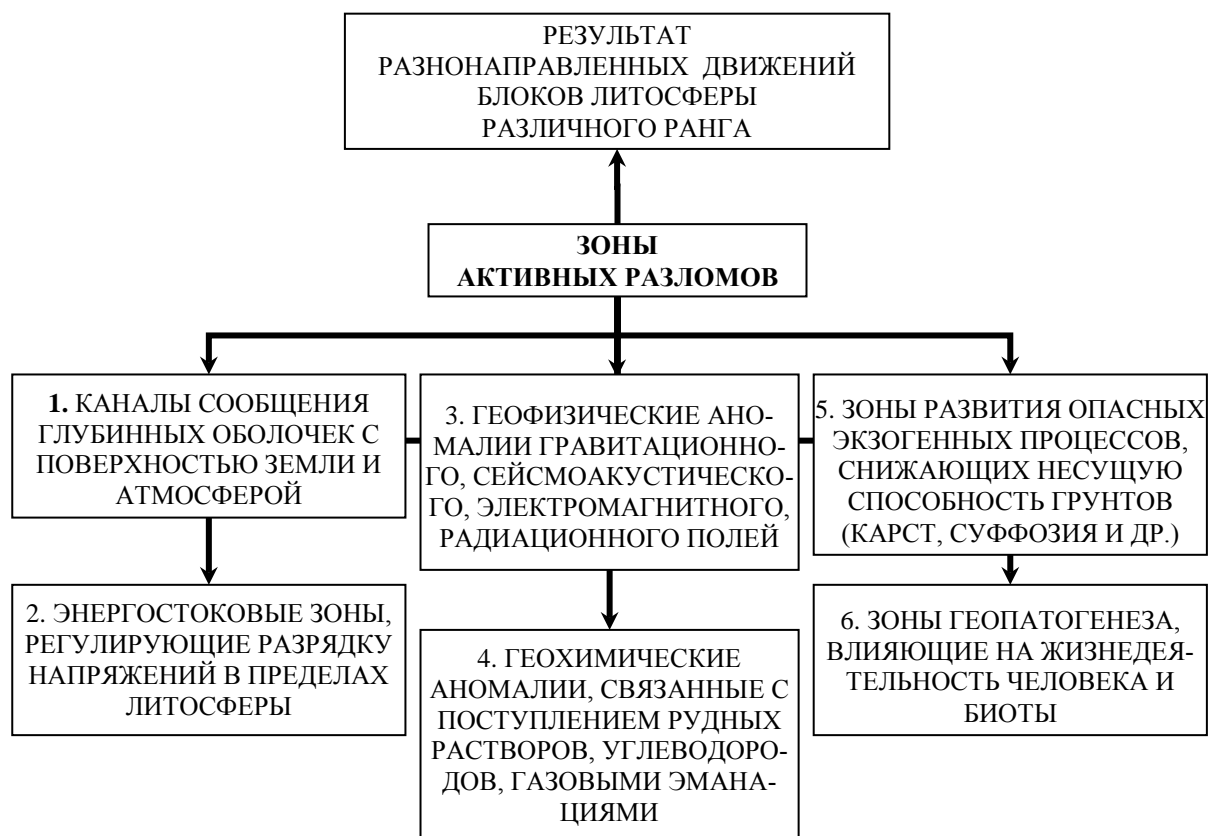 РЕЗУЛЬТАТ
РАЗНОНАПРАВЛЕННЫХ ДВИЖЕНИЙ
БЛОКОВ ЛИТОСФЕРЫ
РАЗЛИЧНОГО РАНГА
ЗОНЫ
АКТИВНЫХ РАЗЛОМОВ
1. КАНАЛЫ СООБЩЕНИЯ
ГЛУБИННЫХ ОБОЛОЧЕК С
ПОВЕРХНОСТЬЮ ЗЕМЛИ И
АТМОСФЕРОЙ
2. ЭНЕРГОСТОКОВЫЕ ЗОНЫ,
РЕГУЛИРУЮЩИЕ РАЗРЯДКУ
НАПРЯЖЕНИЙ В ПРЕДЕЛАХ
ЛИТОСФЕРЫ
3. ГЕОФИЗИЧЕСКИЕ АНО-
МАЛИИ ГРАВИТАЦИОННО-
ГО, СЕЙСМОАКУСТИЧЕСКО-
ГО, ЭЛЕКТРОМАГНИТНОГО,
РАДИАЦИОННОГО ПОЛЕЙ
4. ГЕОХИМИЧЕСКИЕ
АНОМАЛИИ, СВЯЗАННЫЕ С
ПОСТУПЛЕНИЕМ РУДНЫХ
РАСТВОРОВ, УГЛЕВОДОРО-
ДОВ, ГАЗОВЫМИ ЭМАНА-
ЦИЯМИ
5. ЗОНЫ РАЗВИТИЯ ОПАСНЫХ
ЭКЗОГЕННЫХ ПРОЦЕССОВ,
СНИЖАЮЩИХ НЕСУЩУЮ
СПОСОБНОСТЬ ГРУНТОВ
(КАРСТ, СУФФОЗИЯ И ДР.)
6. ЗОНЫ ГЕОПАТОГЕНЕЗА,
ВЛИЯЮЩИЕ НА ЖИЗНЕДЕЯ-
ТЕЛЬНОСТЬ ЧЕЛОВЕКА И
БИОТЫ